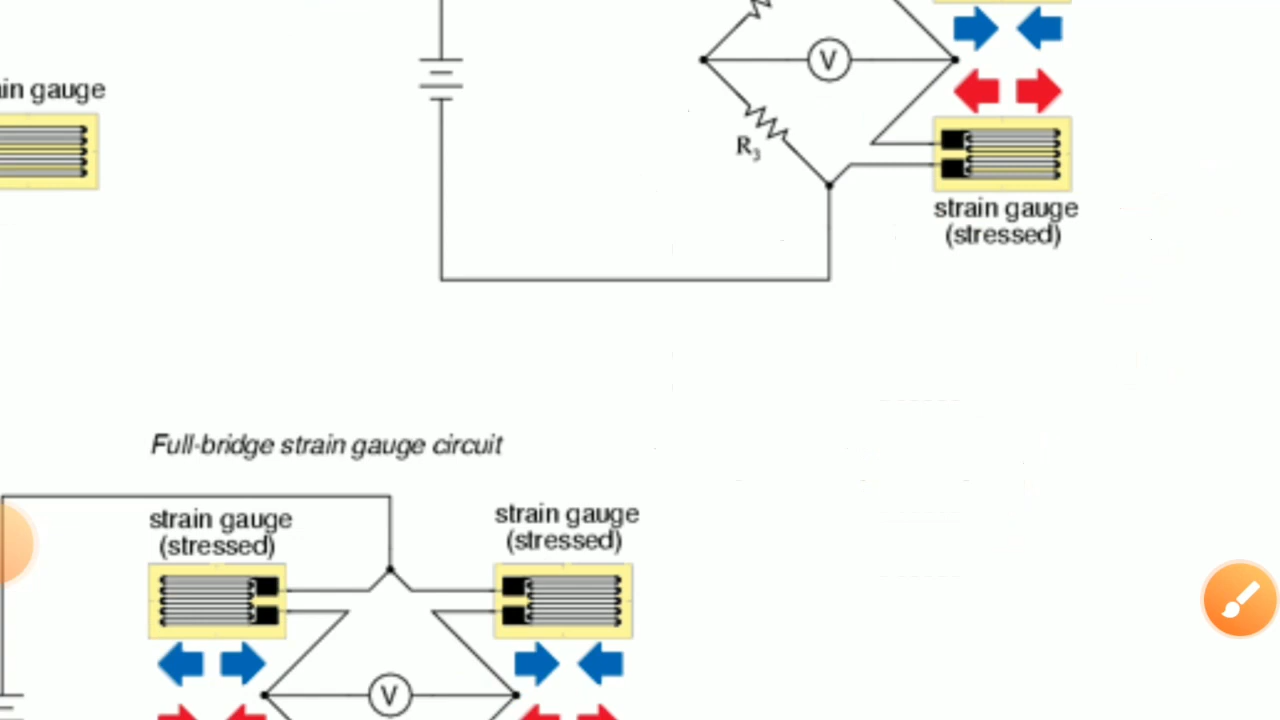 ain gauge
V
R3
strain gauge
(stressed)
Full-bridge strain gauge circuit
strain gauge
(stressed)
strain gauge
(stressed)
V